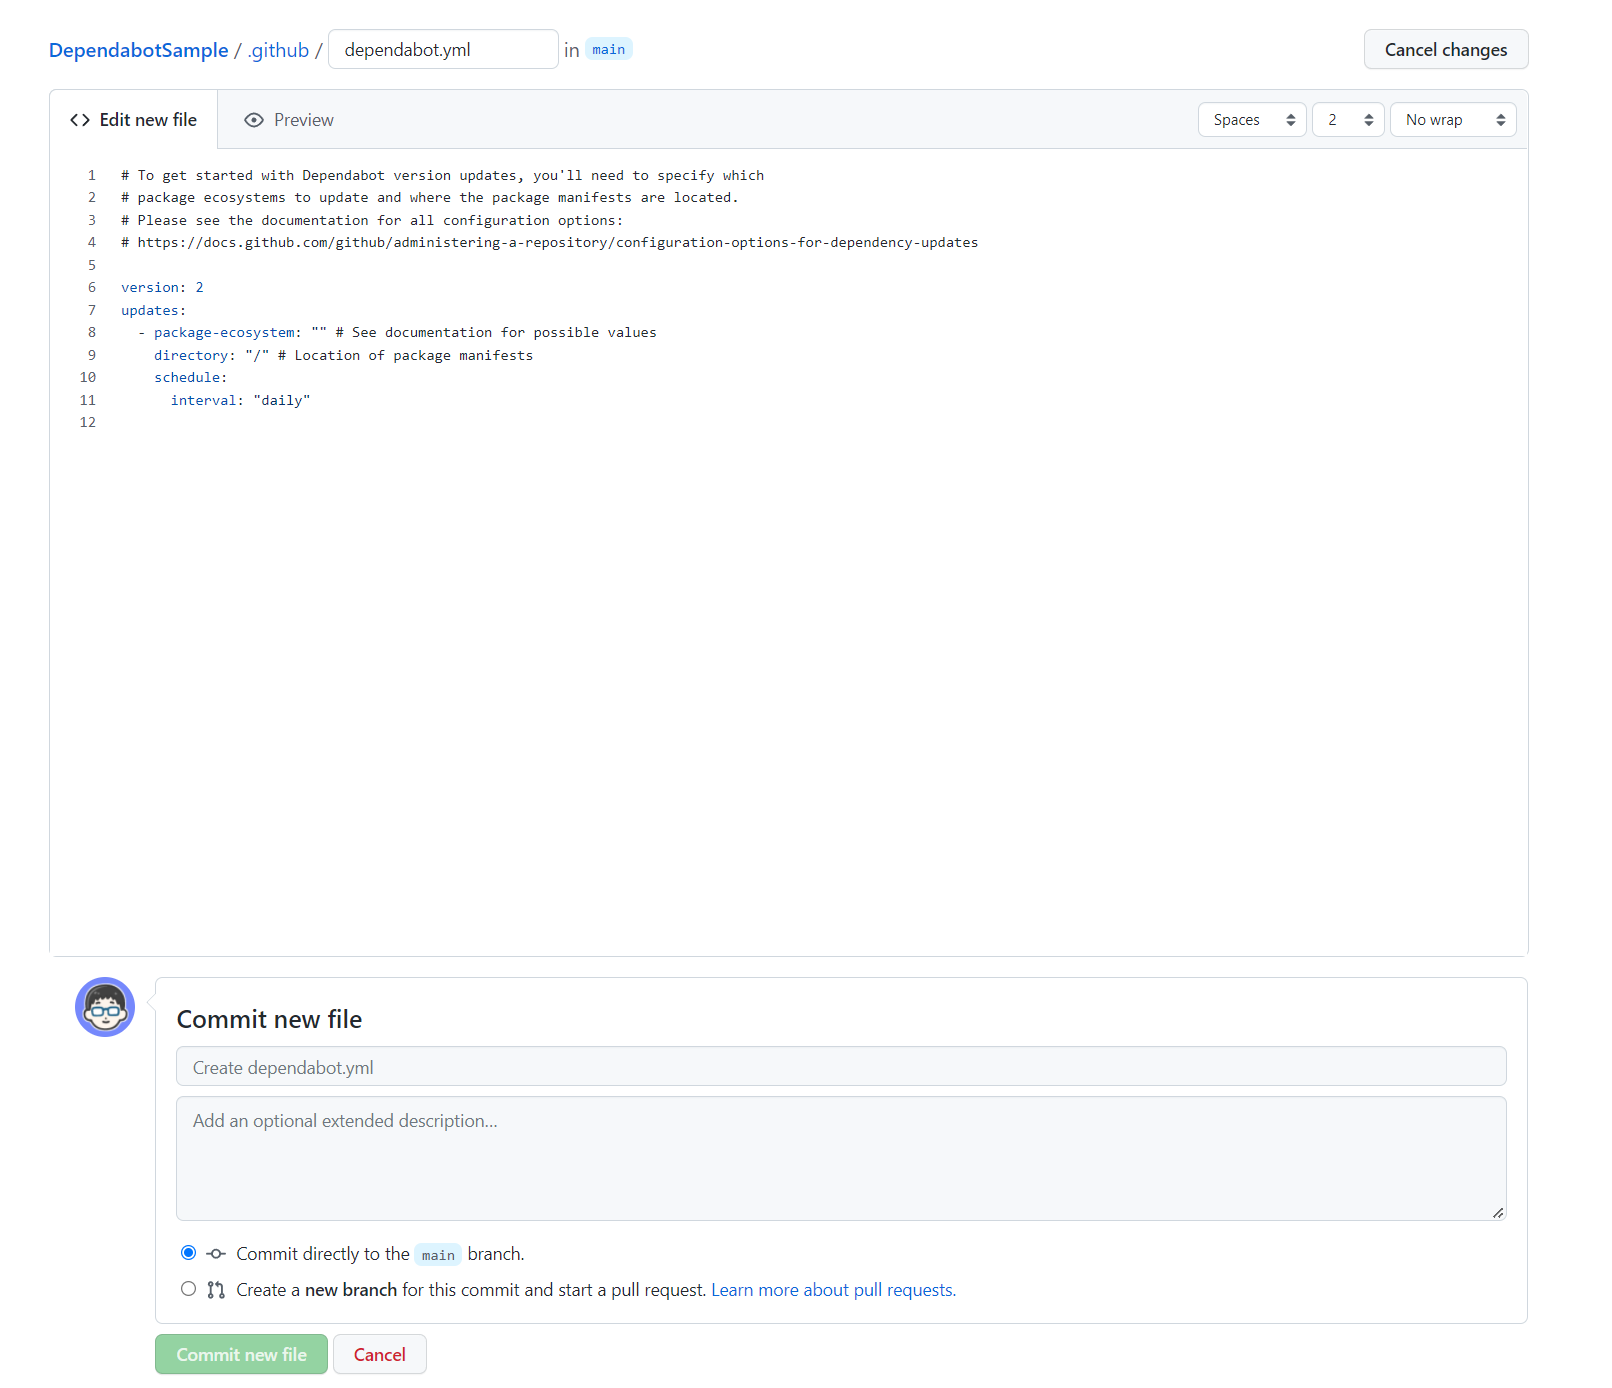 DependabotSample / .github / dependabot.yml in main Cancel changes
Edit new file Preview Spaces 2 No wrap
1 # To get started with Dependabot version updates, you'll need to specify which
2 # package ecosystems to update and where the package manifests are located.
3 # Please see the documentation for all configuration options:
4 # https://docs.github.com/github/administering-a-repository/configuration-options-for-dependency-updates
5
6 version: 2
7 updates:
8   - package-ecosystem: "" # See documentation for possible values
9     directory: "/" # Location of package manifests
10     schedule:
11       interval: "daily"
12
Commit new file
Create dependabot.yml
Add an optional extended description...
Commit directly to the main branch.
Create a new branch for this commit and start a pull request. Learn more about pull requests.
Commit new file Cancel